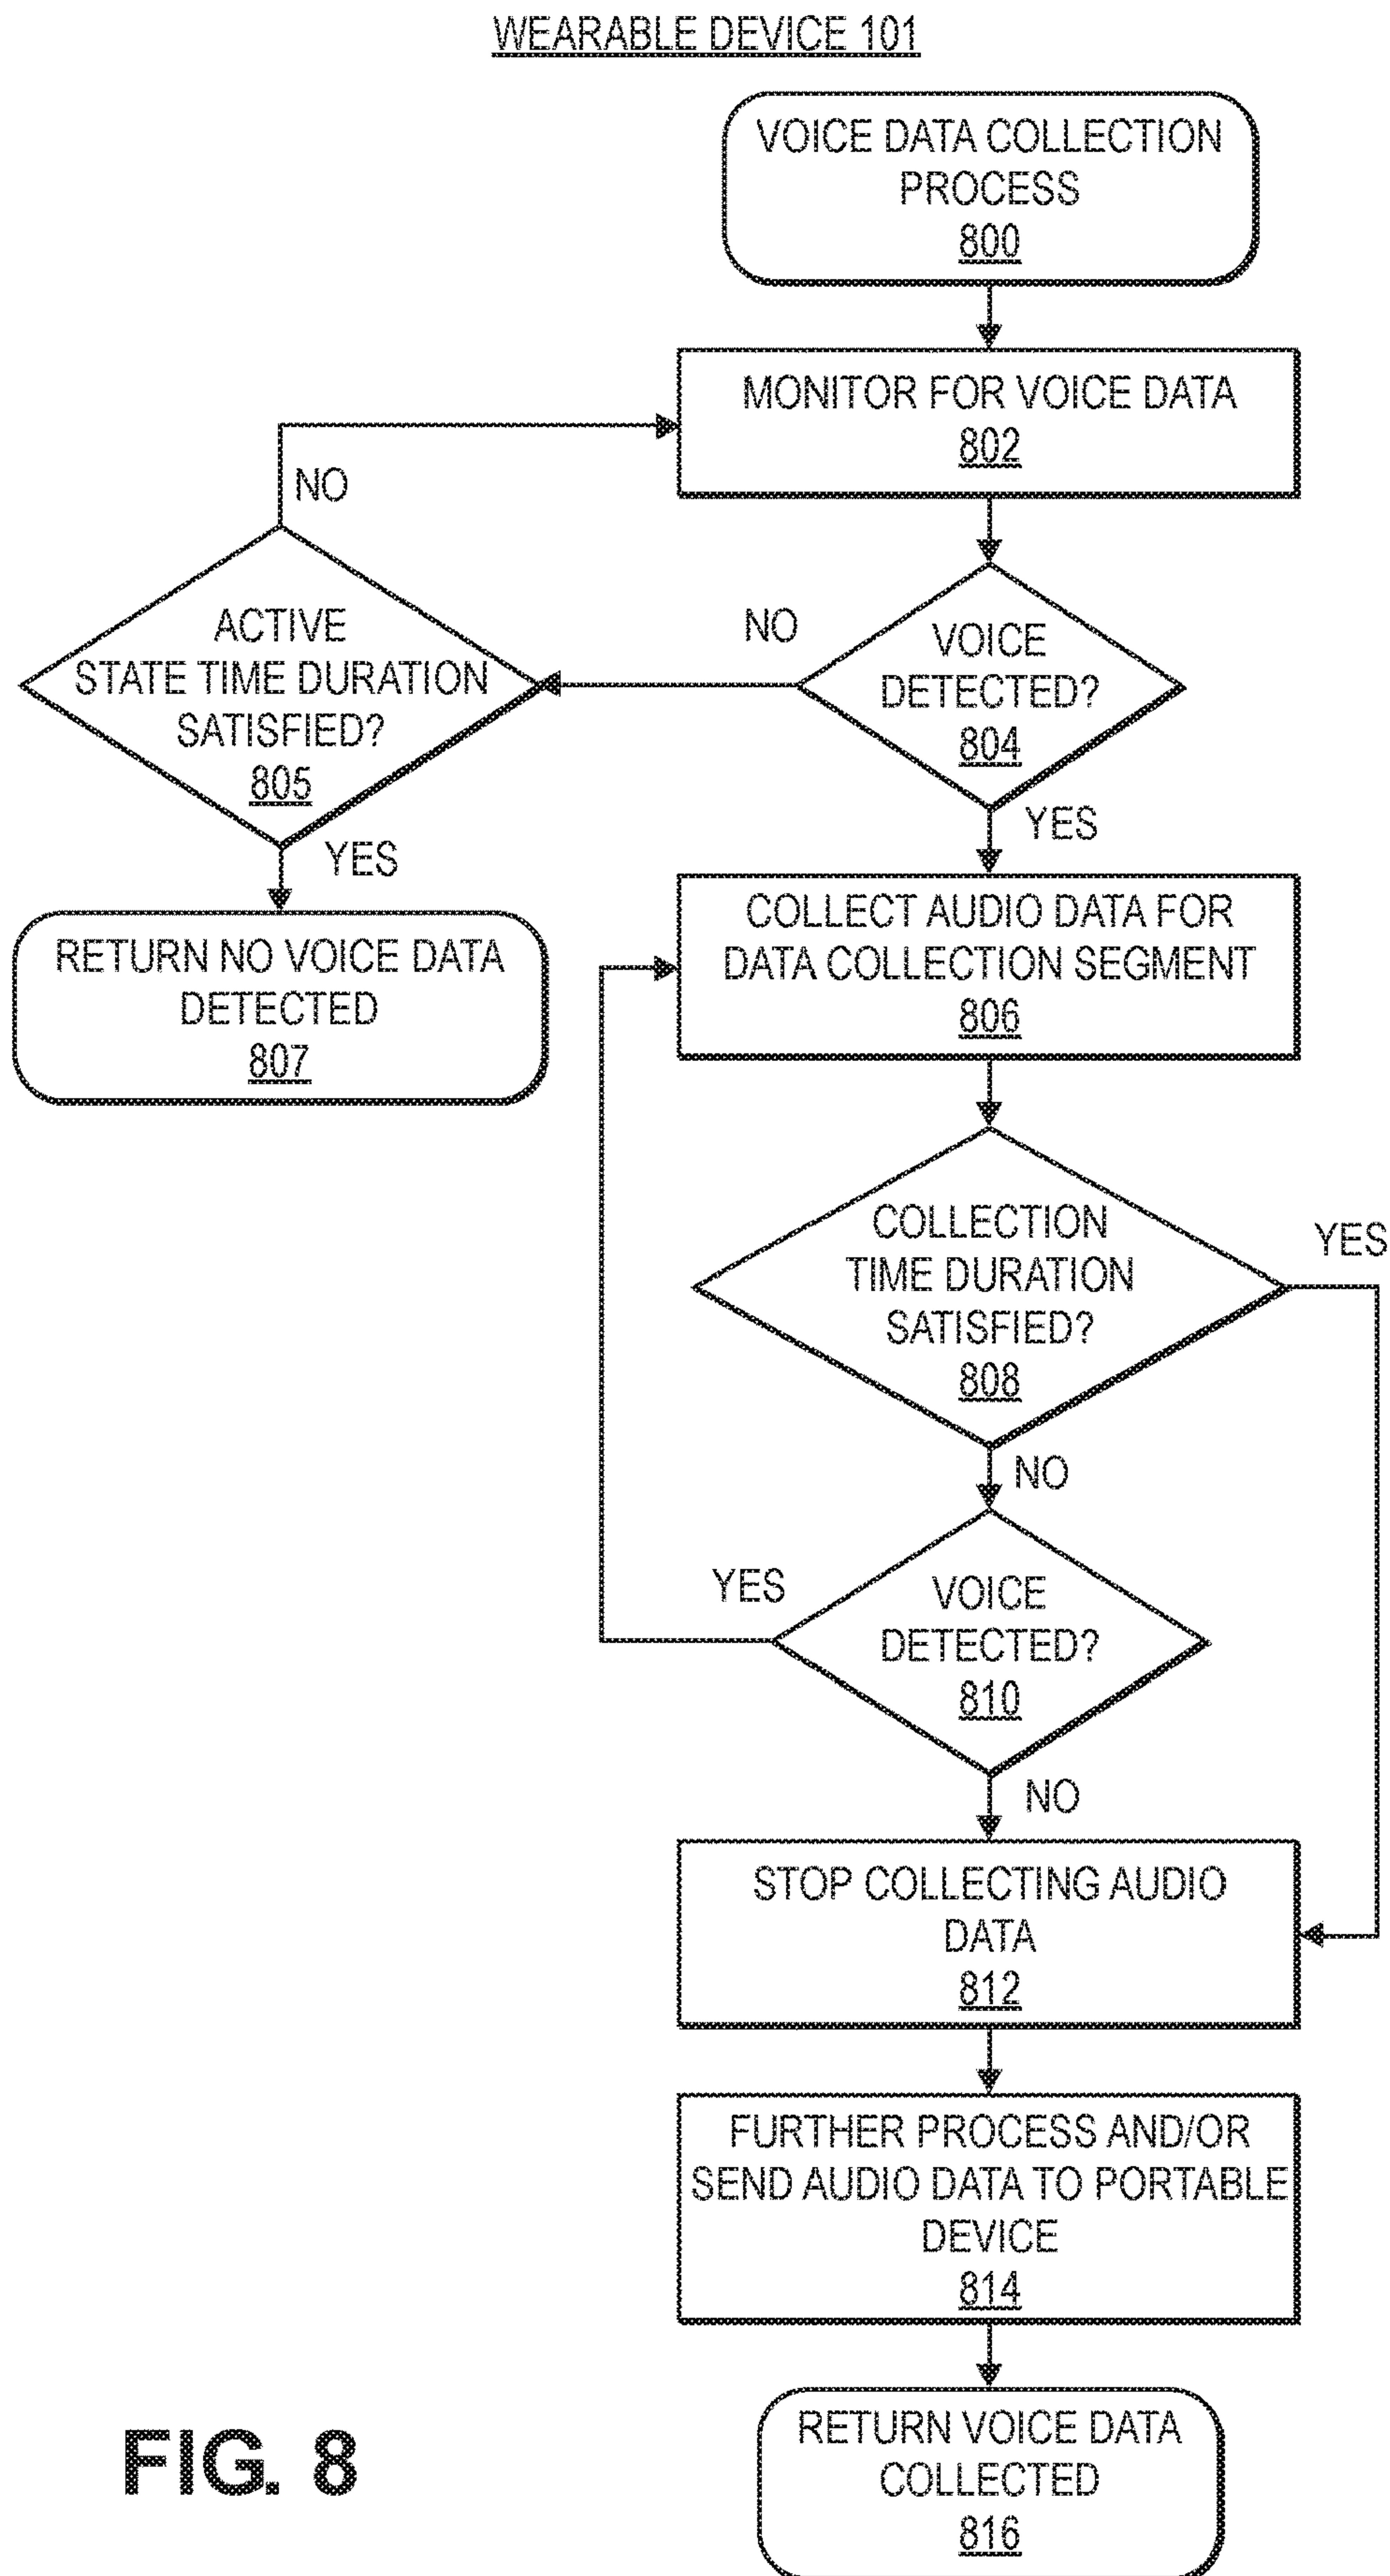 WEARABLE DEVICE 101
VOICE DATA COLLECTION
PROCESS
800
MONITOR FOR VOICE DATA
802
NO
ACTIVE
STATE TIME DURATION
SATISFIED?
805
NO
VOICE
DETECTED?
804
YES
YES
RETURN NO VOICE DATA
DETECTED
807
COLLECT AUDIO DATA FOR
DATA COLLECTION SEGMENT
806
COLLECTION
TIME DURATION
SATISFIED?
808
YES
NO
YES
VOICE
DETECTED?
810
NO
STOP COLLECTING AUDIO
DATA
812
FURTHER PROCESS AND/OR
SEND AUDIO DATA TO PORTABLE
DEVICE
814
RETURN VOICE DATA
COLLECTED
816
FIG. 8